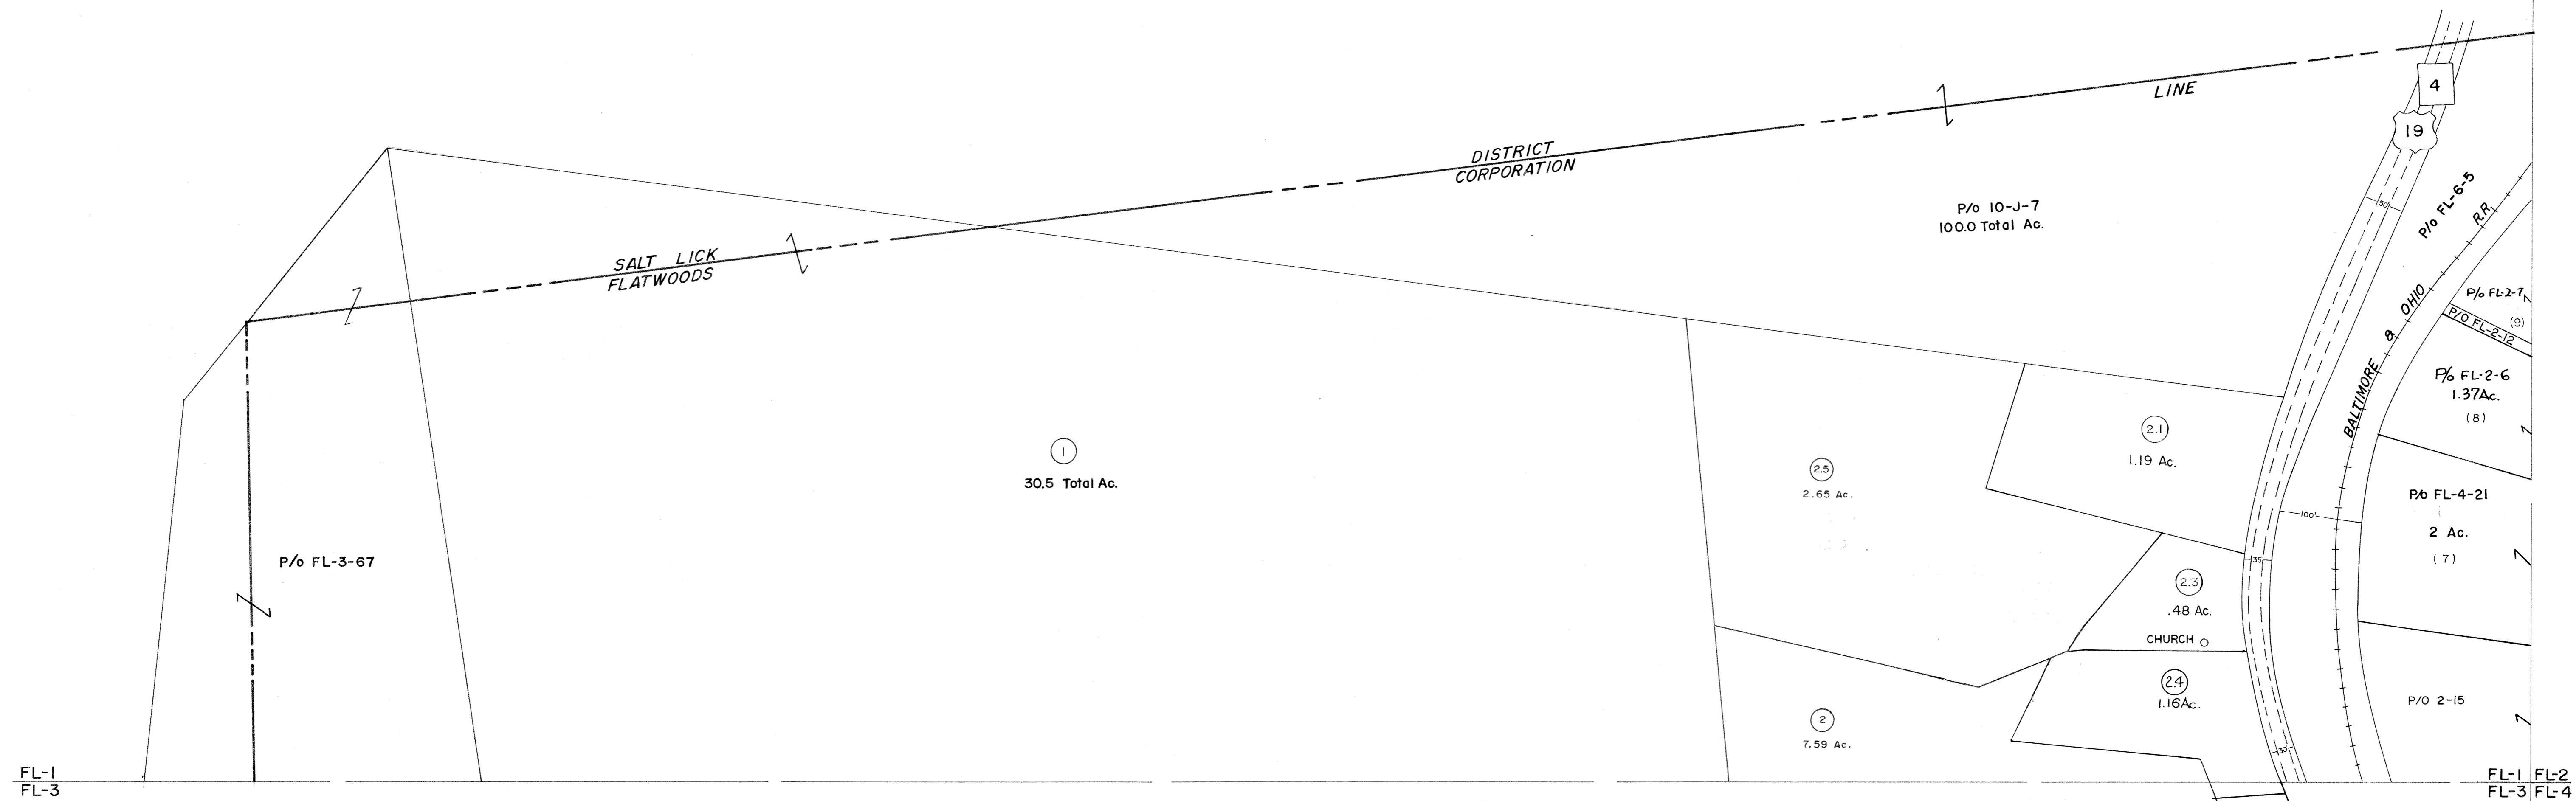 4
LINE
19
DISTRICT
CORPORATION
P/o 10-J-7
100.0 Total Ac.
50'
P/o FL-6-5
R.R.
SALT LICK
FLATWOODS
BALTIMORE & OHIO
P/o FL-2-7
(9)
P/O FL-2-12
P/o FL-2-6
1.37Ac.
(8)
1
30.5 Total Ac.
2.1
1.19 Ac.
2.5
2.65 Ac.
P/o FL-4-21
2 Ac.
(7)
100'
35'
P/o FL-3-67
2.3
.48 Ac.
CHURCH
2.4
1.16Ac.
P/O 2-15
2
7.59 Ac.
30'
FL-1
FL-3
FL-1 FL-2
FL-3 FL-4